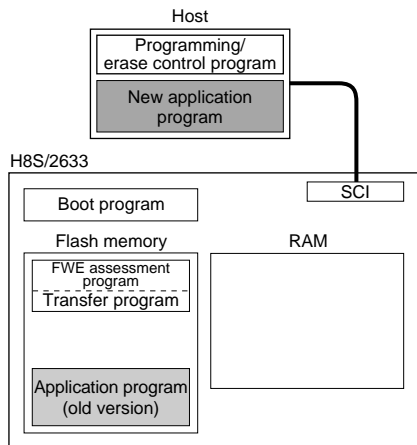 Host
Programming/
erase control program
New application
program
H8S/2633
SCI
Boot program
Flash memory
RAM
FWE assessment
program
Transfer program
Application program
(old version)